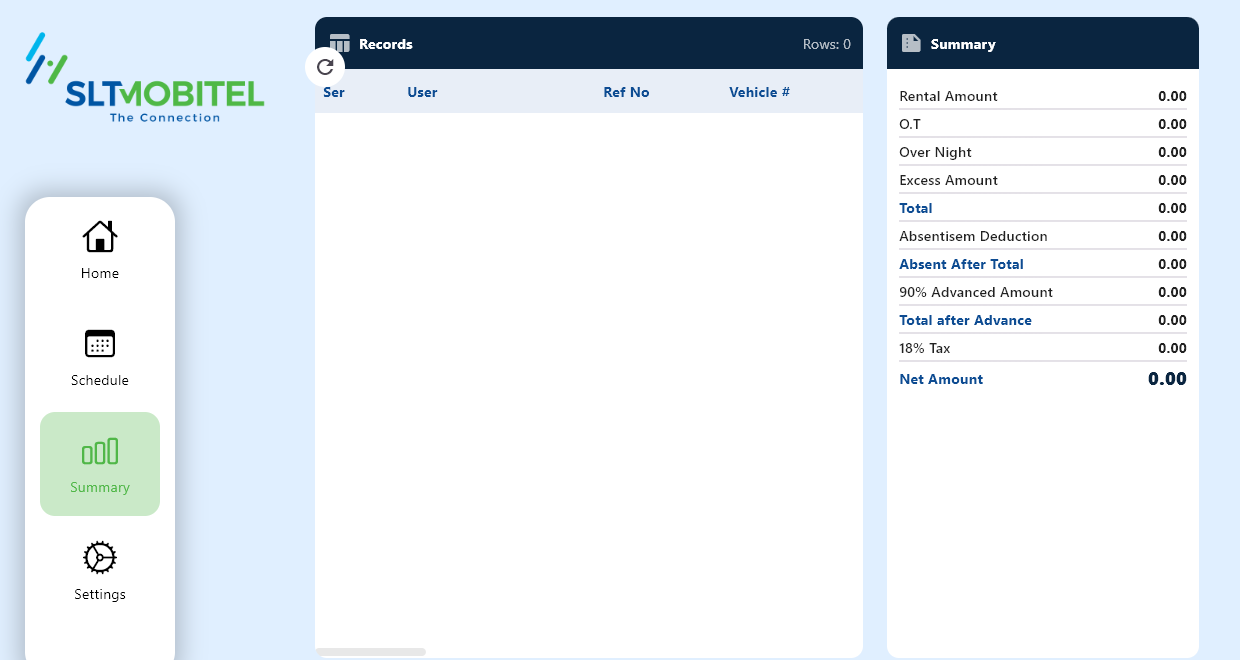 SLTMOBITEL
The Connection
Home
Schedule
Summary
Settings
Records Rows: 0
Ser User Ref No Vehicle #
Summary
Rental Amount 0.00
O.T 0.00
Over Night 0.00
Excess Amount 0.00
Total 0.00
Absentisem Deduction 0.00
Absent After Total 0.00
90% Advanced Amount 0.00
Total after Advance 0.00
18% Tax 0.00
Net Amount 0.00